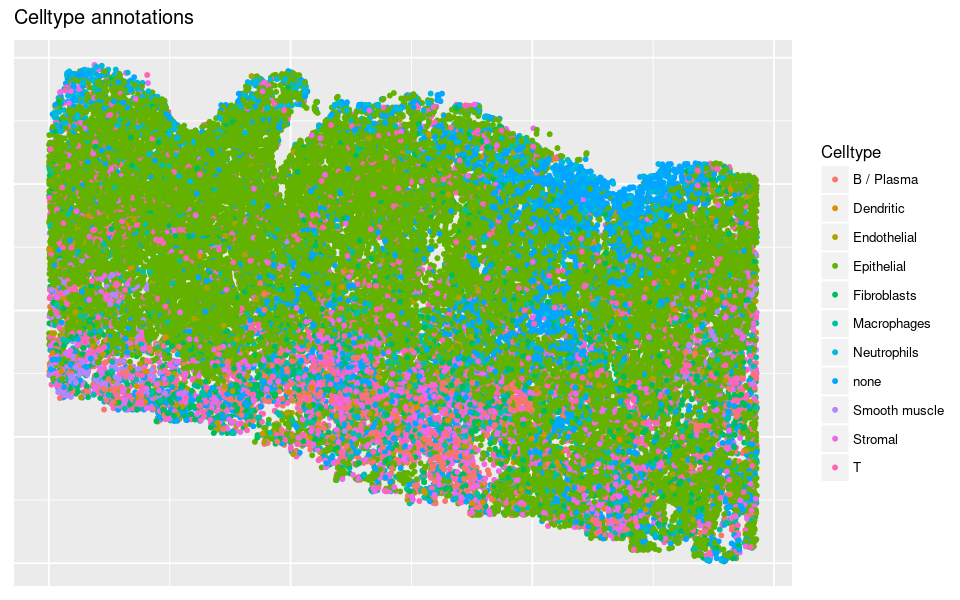 Celltype annotations
Celltype
B / Plasma
Dendritic
Endothelial
Epithelial
Fibroblasts
Macrophages
Neutrophils
none
Smooth muscle
Stromal
T